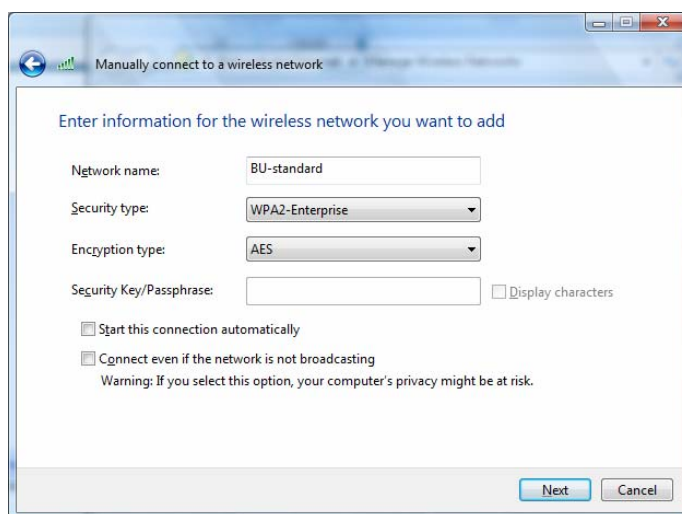 Manually connect to a wireless network
Enter information for the wireless network you want to add
Network name: BU-standard
Security type: WPA2-Enterprise
Encryption type: AES
Security Key/Passphrase: Display characters
Start this connection automatically
Connect even if the network is not broadcasting
Warning: If you select this option, your computer's privacy might be at risk.
Next Cancel